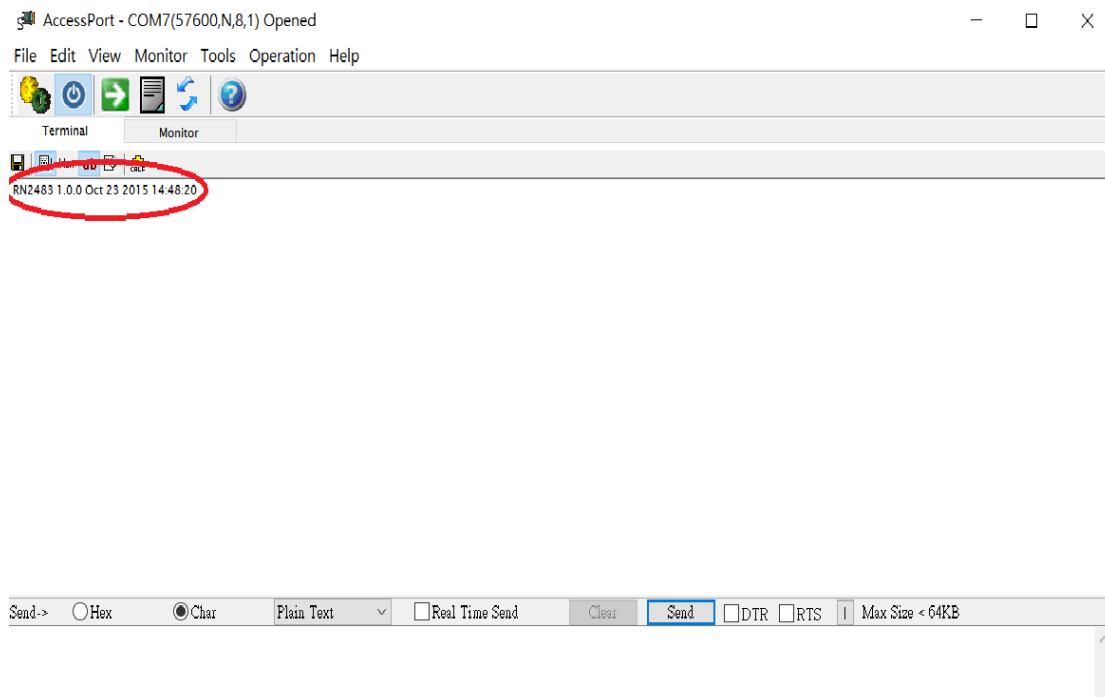 AccessPort - COM7(57600,N,8,1) Opened
File Edit View Monitor Tools Operation Help
Terminal Monitor
RN2483 1.0.0 Oct 23 2015 14:48:20
Send-> Hex Char Plain Text Real Time Send Clear Send DTR RTS Max Size < 64KB